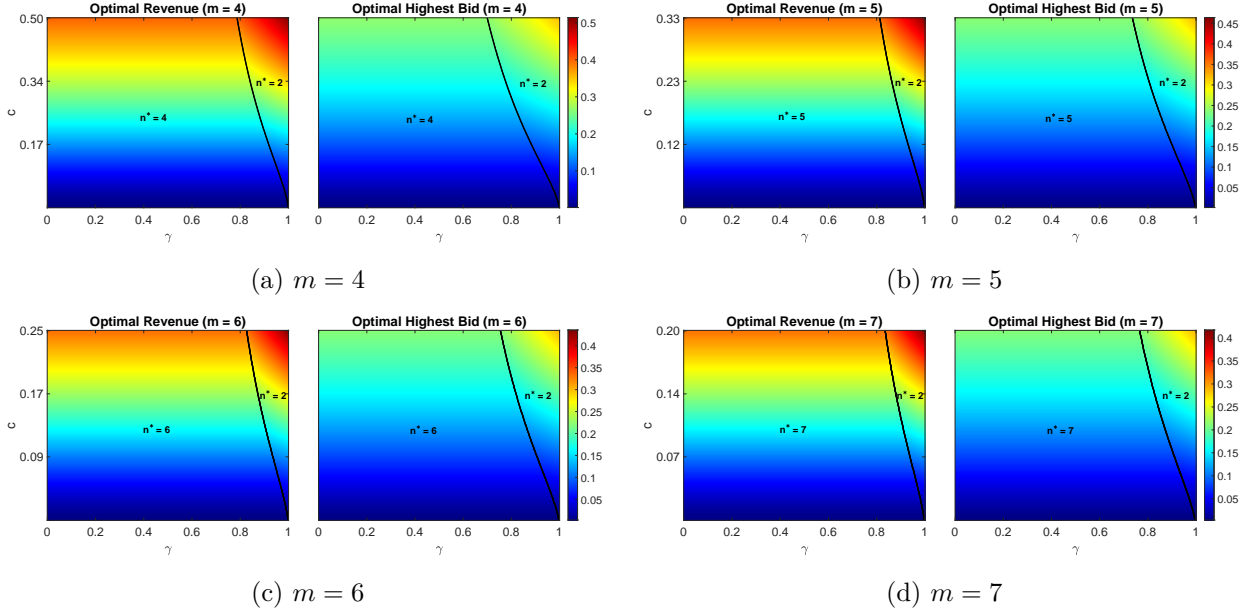 Optimal Revenue (m = 4)
Optimal Highest Bid (m = 4)
0.50
0.34
0.17
c
n* = 4
n* = 2
n* = 4
n* = 2
0.5
0.4
0.3
0.2
0.1
0 0.2 0.4 0.6 0.8 1
0 0.2 0.4 0.6 0.8 1
γ
γ
(a) m = 4
Optimal Revenue (m = 5)
Optimal Highest Bid (m = 5)
0.33
0.23
0.12
c
n* = 5
n* = 2
n* = 5
n* = 2
0.45
0.4
0.35
0.3
0.25
0.2
0.15
0.1
0.05
0 0.2 0.4 0.6 0.8 1
0 0.2 0.4 0.6 0.8 1
γ
γ
(b) m = 5
Optimal Revenue (m = 6)
Optimal Highest Bid (m = 6)
0.25
0.17
0.09
c
n* = 6
n* = 2
n* = 6
n* = 2
0.4
0.35
0.3
0.25
0.2
0.15
0.1
0.05
0 0.2 0.4 0.6 0.8 1
0 0.2 0.4 0.6 0.8 1
γ
γ
(c) m = 6
Optimal Revenue (m = 7)
Optimal Highest Bid (m = 7)
0.20
0.14
0.07
c
n* = 7
n* = 2
n* = 7
n* = 2
0.4
0.35
0.3
0.25
0.2
0.15
0.1
0.05
0 0.2 0.4 0.6 0.8 1
0 0.2 0.4 0.6 0.8 1
γ
γ
(d) m = 7